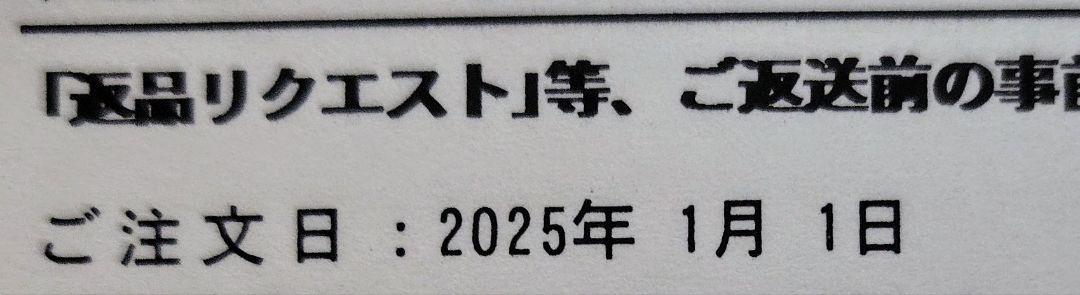 「返品リクエスト」等、ご返送前の事前
ご注文日：2025年 1月 1日